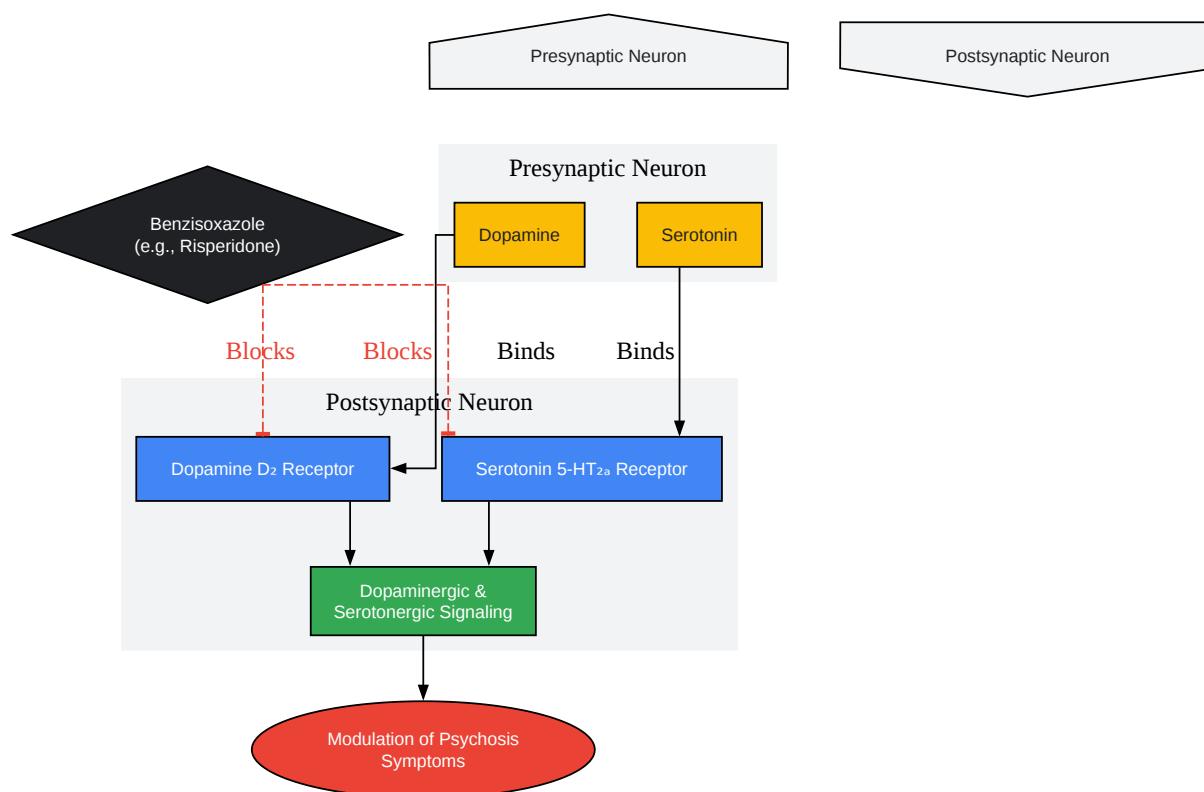 Presynaptic Neuron
Postsynaptic Neuron
Presynaptic Neuron
Benzisoxazole
(e.g., Risperidone)
Dopamine
Serotonin
Blocks
Blocks
Binds
Binds
Postsynaptic Neuron
Dopamine D₂ Receptor
Serotonin 5-HT₂ₐ Receptor
Dopaminergic &
Serotonergic Signaling
Modulation of Psychosis
Symptoms